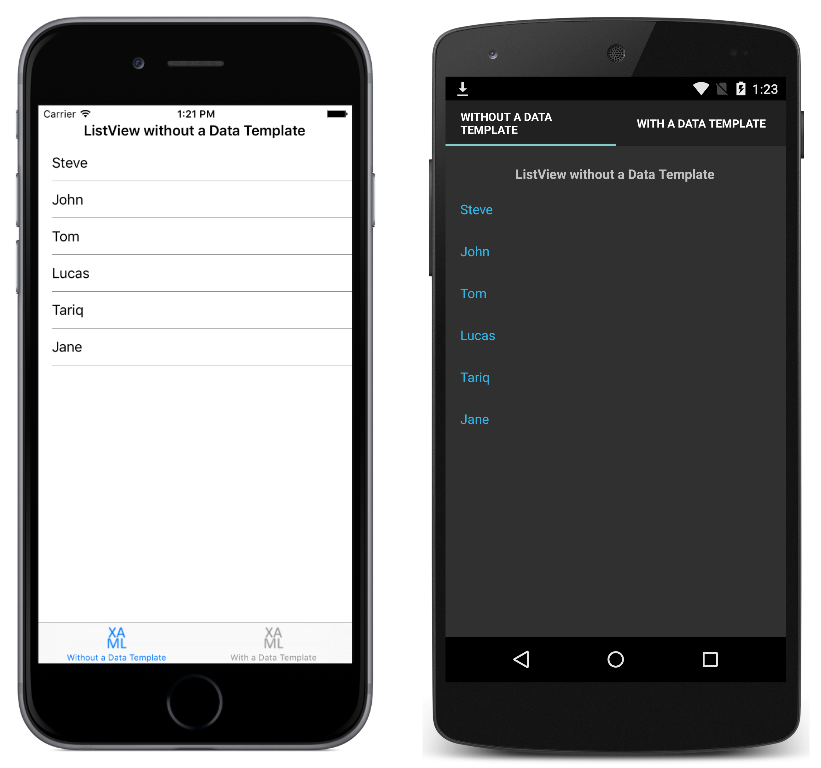 Carrier
1:21 PM
ListView without a Data Template
Steve
John
Tom
Lucas
Tariq
Jane
XA
ML
Without a Data Template
XA
ML
With a Data Template
1:23
WITHOUT A DATA
TEMPLATE
WITH A DATA TEMPLATE
ListView without a Data Template
Steve
John
Tom
Lucas
Tariq
Jane